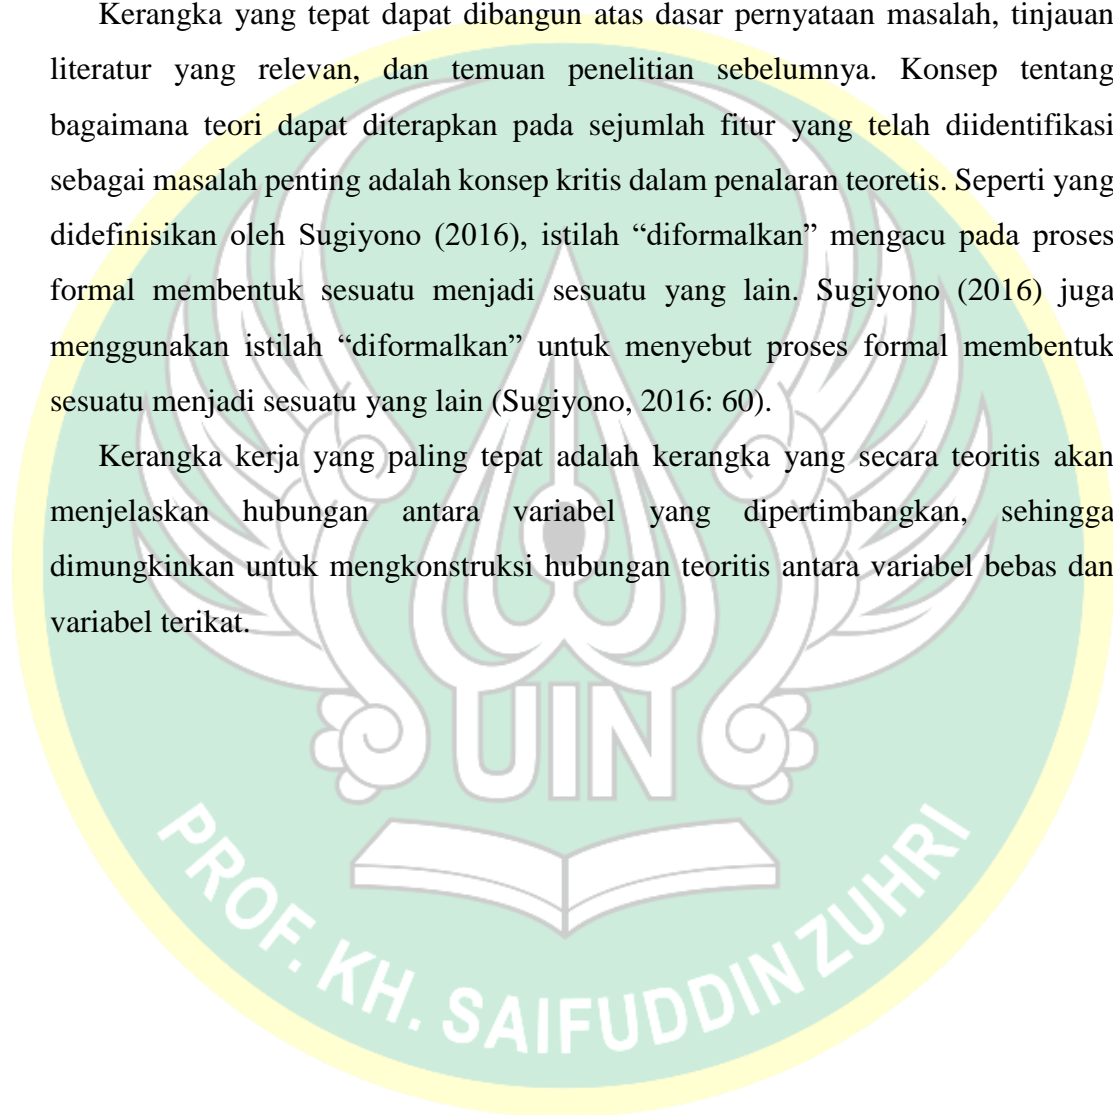 Kerangka yang tepat dapat dibangun atas dasar pernyataan masalah, tinjauan
literatur yang relevan, dan temuan penelitian sebelumnya. Konsep tentang
bagaimana teori dapat diterapkan pada sejumlah fitur yang telah diidentifikasi
sebagai masalah penting adalah konsep kritis dalam penalaran teoretis. Seperti yang
didefinisikan oleh Sugiyono (2016), istilah “diformalkan” mengacu pada proses
formal membentuk sesuatu menjadi sesuatu yang lain. Sugiyono (2016) juga
menggunakan istilah “diformalkan” untuk menyebut proses formal membentuk
sesuatu menjadi sesuatu yang lain (Sugiyono, 2016: 60).
Kerangka kerja yang paling tepat adalah kerangka yang secara teoritis akan
menjelaskan hubungan antara variabel yang dipertimbangkan, sehingga
dimungkinkan untuk mengkonstruksi hubungan teoritis antara variabel bebas dan
variabel terikat.
UIN
PROF. KH. SAIFUDDIN ZUHRI